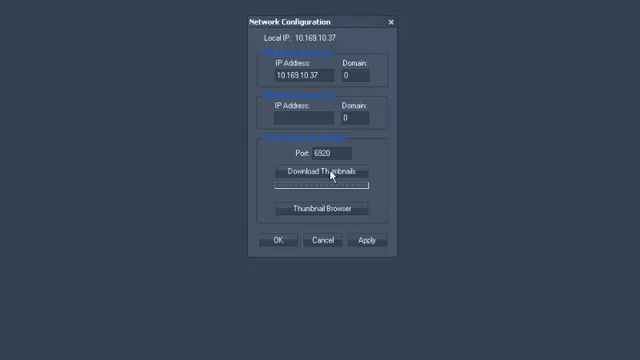 Network Configuration
Local IP: 10.169.10.37
IP Address: Domain:
10.169.10.37 0
IP Address: Domain:
0
Port: 6920
Download Thumbnails
Thumbnail Browser
OK Cancel Apply